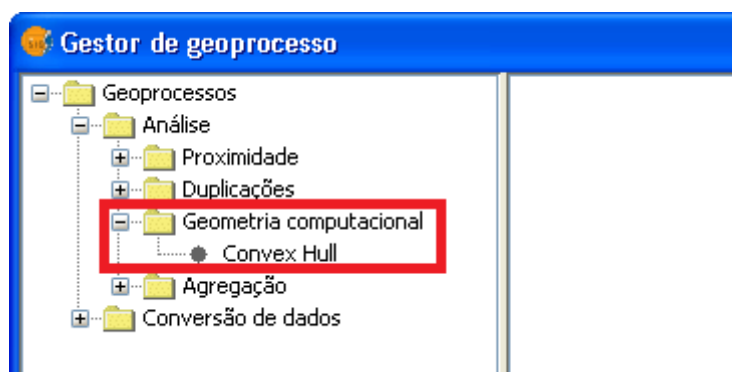 Gestor de geoprocesso
Geoprocessos
Análise
Proximidade
Duplicações
Geometria computacional
Convex Hull
Agregação
Conversão de dados